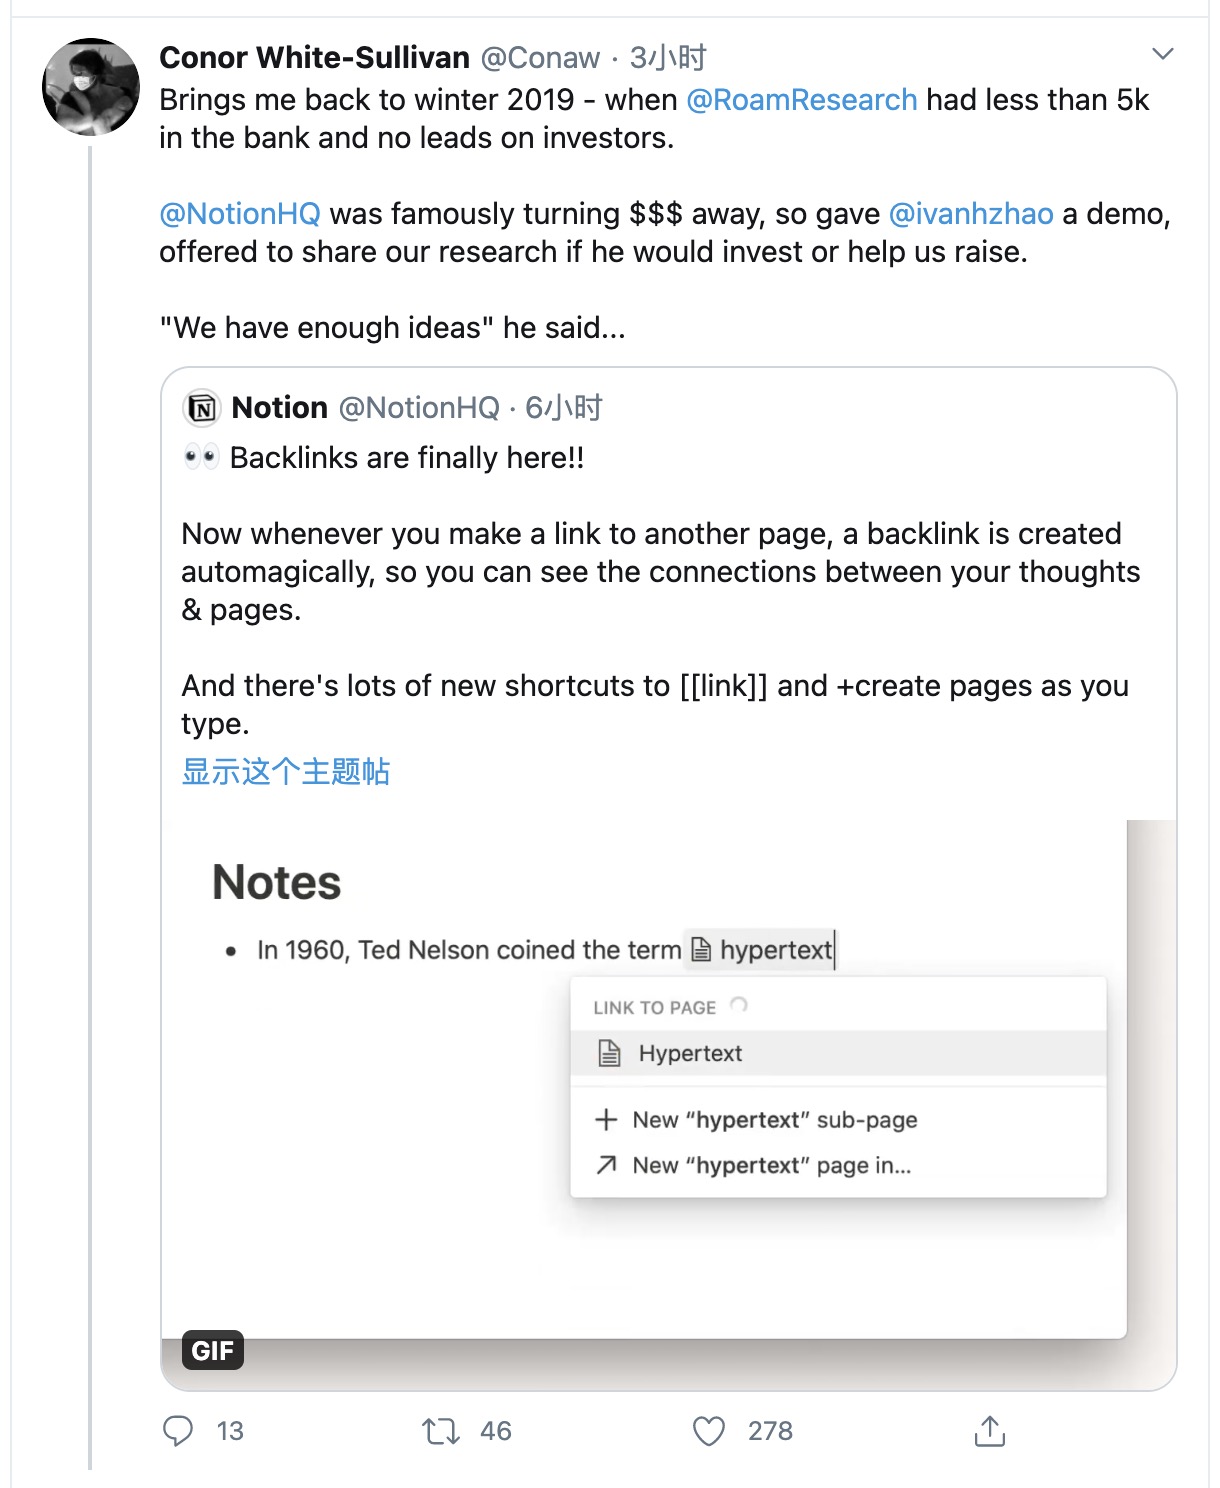 Conor White-Sullivan @Conaw · 3小时
Brings me back to winter 2019 - when @RoamResearch had less than 5k
in the bank and no leads on investors.
@NotionHQ was famously turning $$$ away, so gave @ivanhzhao a demo,
offered to share our research if he would invest or help us raise.
"We have enough ideas" he said...
Notion @NotionHQ · 6小时
👀 Backlinks are finally here!!
Now whenever you make a link to another page, a backlink is created
automagically, so you can see the connections between your thoughts
& pages.
And there's lots of new shortcuts to [[link]] and +create pages as you
type.
显示这个主题帖
Notes
• In 1960, Ted Nelson coined the term hypertext
LINK TO PAGE
Hypertext
+ New “hypertext” sub-page
New “hypertext” page in...
GIF
13 46 278